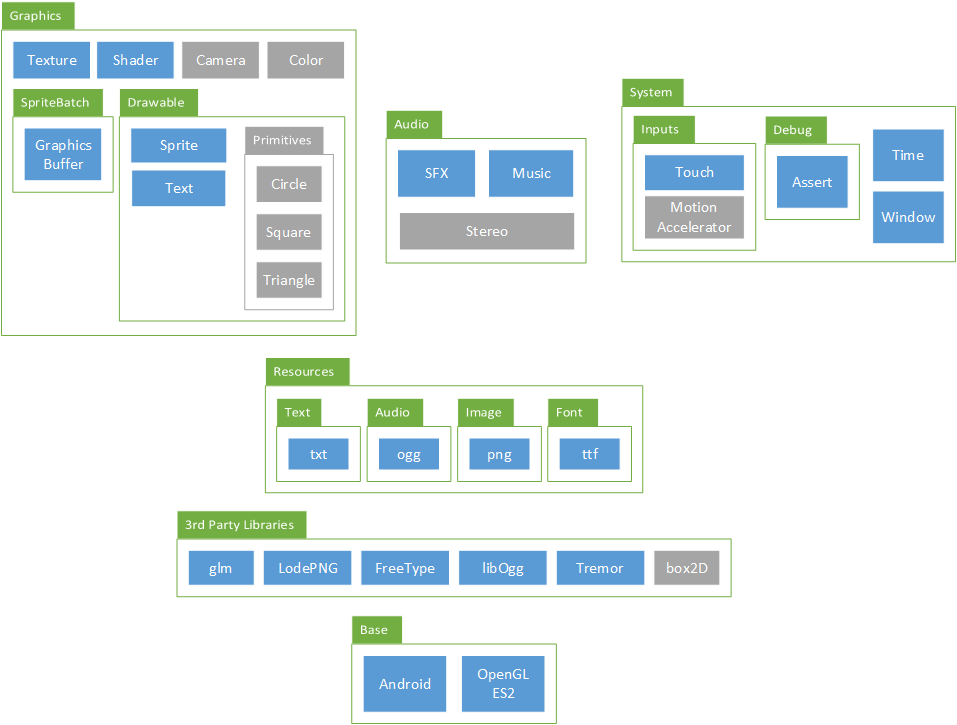 Graphics
Texture
Shader
Camera
Color
SpriteBatch
Graphics
Buffer
Drawable
Sprite
Text
Primitives
Circle
Square
Triangle
Audio
SFX
Music
Stereo
System
Inputs
Touch
Motion
Accelerator
Debug
Assert
Time
Window
Resources
Text
txt
Audio
ogg
Image
png
Font
ttf
3rd Party Libraries
glm
LodePNG
FreeType
libOgg
Tremor
box2D
Base
Android
OpenGL
ES2